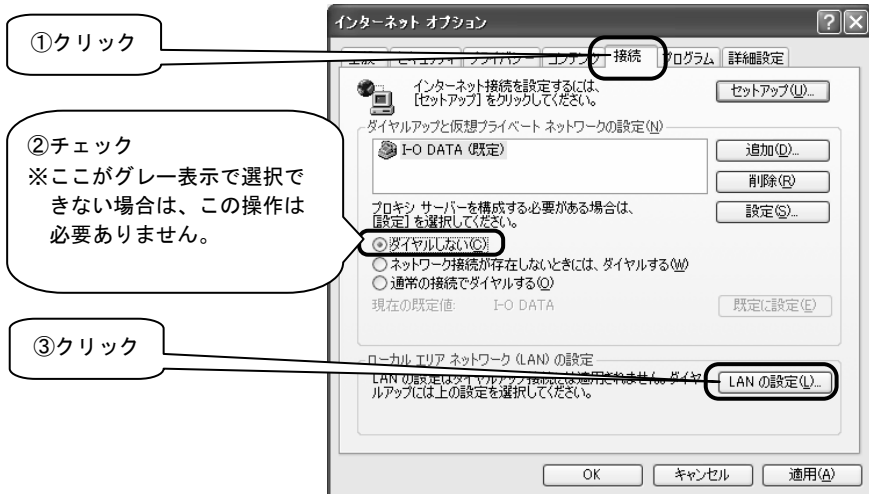 インターネット オプション
①クリック
接続
プログラム
詳細設定
インターネット接続を設定するには、
[セットアップ] をクリックしてください。
セットアップ(U)...
ダイヤルアップと仮想プライベート ネットワークの設定(N)
②チェック
※ここがグレー表示で選択で
きない場合は、この操作は
必要ありません。
I-O DATA (既定)
追加(D)...
削除(R)
プロキシ サーバーを構成する必要がある場合は、
[設定] を選択してください。
設定(S)...
ダイヤルしない(C)
ネットワーク接続が存在しないときには、ダイヤルする(W)
通常の接続でダイヤルする(O)
現在の既定値: I-O DATA
既定に設定(E)
③クリック
ローカル エリア ネットワーク (LAN) の設定
LAN の設定はダイヤルアップ接続には適用されません。ダイヤ
ルアップには上の設定を選択してください。
LAN の設定(L)...
OK
キャンセル
適用(A)